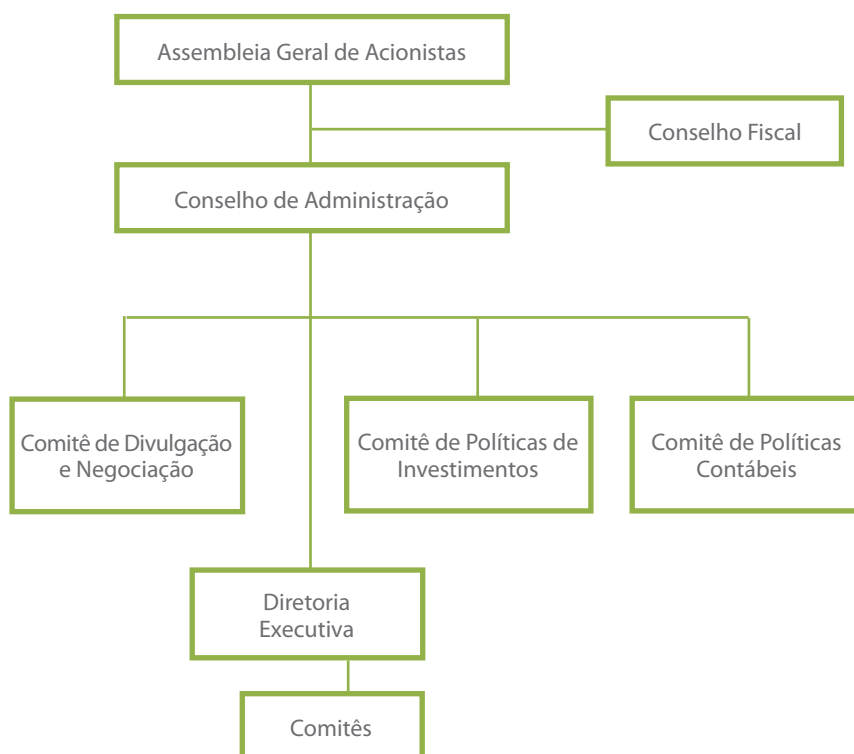 Assembleia Geral de Acionistas
Conselho Fiscal
Conselho de Administração
Comitê de Divulgação
e Negociação
Comitê de Políticas de
Investimentos
Comitê de Políticas
Contábeis
Diretoria
Executiva
Comitês